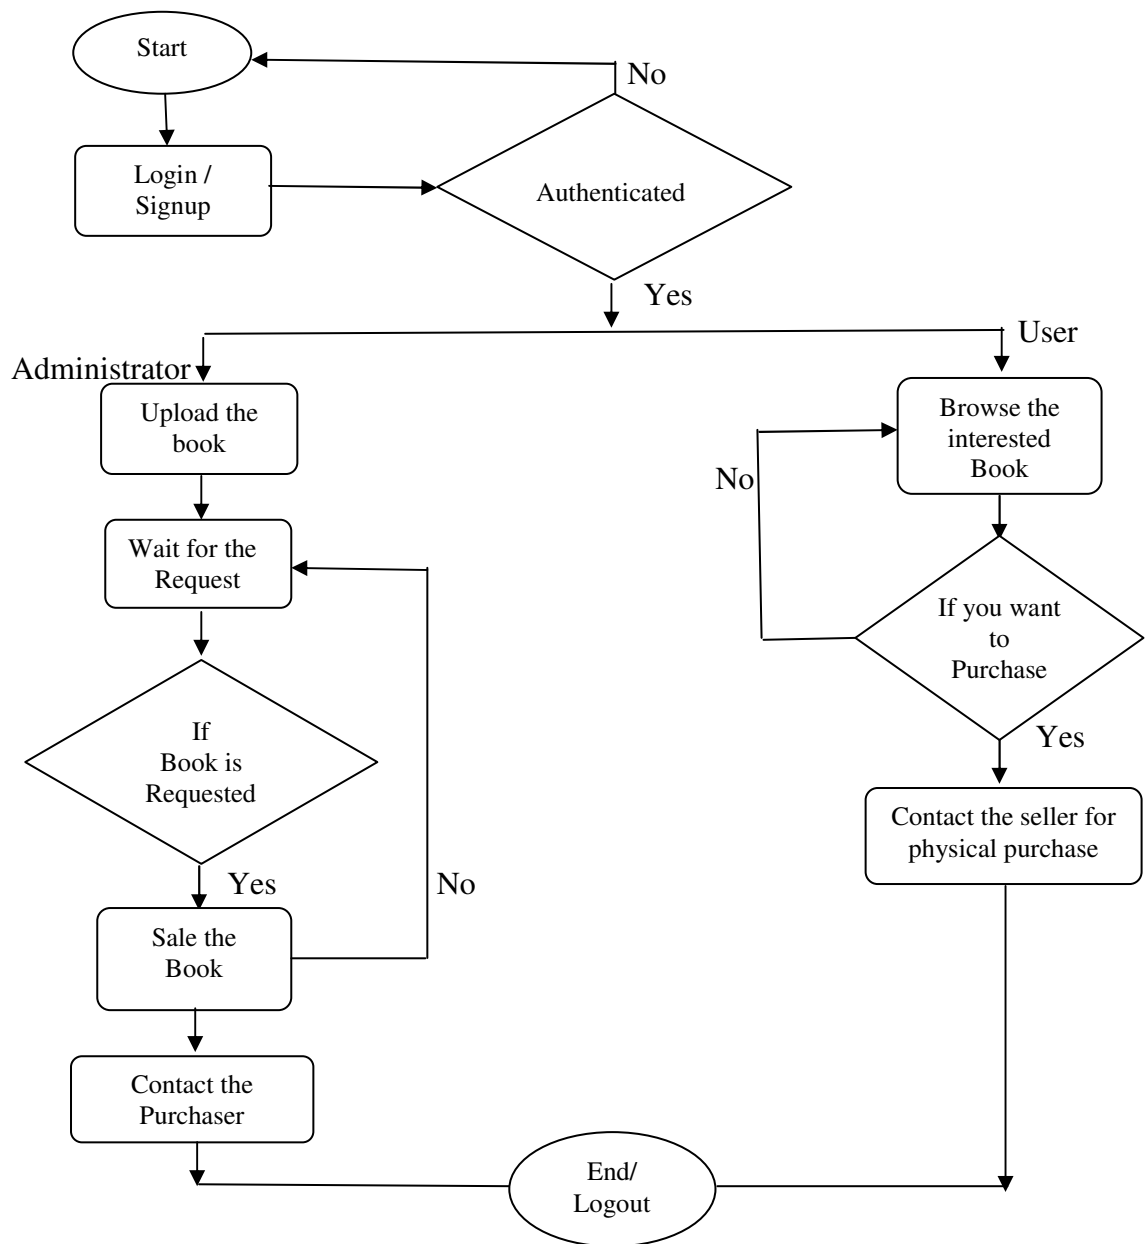 Start
No
Login /
Signup
Authenticated
Yes
User
Administrator
Upload the
book
Browse the
interested
Book
No
Wait for the
Request
If you want
to
Purchase
If
Book is
Requested
Yes
Contact the seller for
physical purchase
Yes
No
Sale the
Book
Contact the
Purchaser
End/
Logout